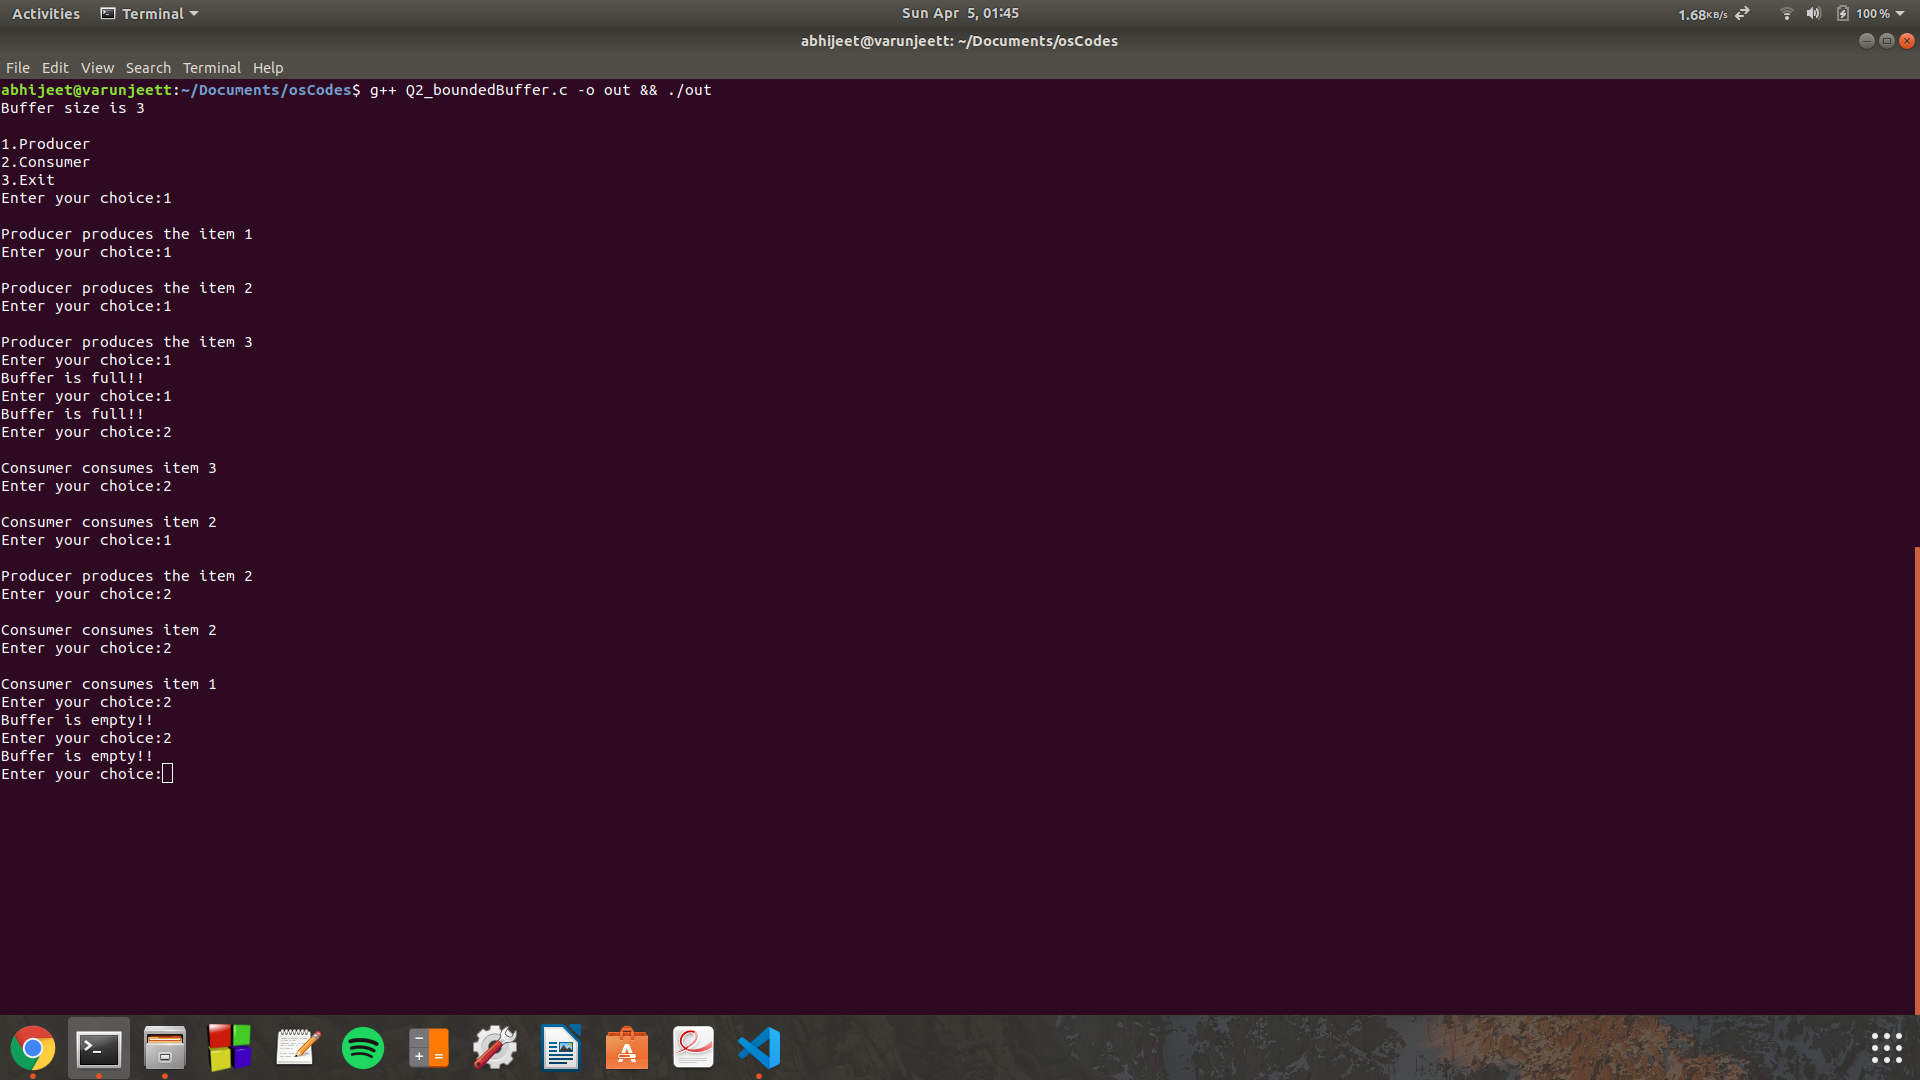 Activities Terminal Sun Apr 5, 01:45 1.68KB/s 100%
abhijeet@varunjeett: ~/Documents/osCodes
File Edit View Search Terminal Help
abhijeet@varunjeett:~/Documents/osCodes$ g++ Q2_boundedBuffer.c -o out && ./out
Buffer size is 3
1.Producer
2.Consumer
3.Exit
Enter your choice:1
Producer produces the item 1
Enter your choice:1
Producer produces the item 2
Enter your choice:1
Producer produces the item 3
Enter your choice:1
Buffer is full!!
Enter your choice:1
Buffer is full!!
Enter your choice:2
Consumer consumes item 3
Enter your choice:2
Consumer consumes item 2
Enter your choice:1
Producer produces the item 2
Enter your choice:2
Consumer consumes item 2
Enter your choice:2
Consumer consumes item 1
Enter your choice:2
Buffer is empty!!
Enter your choice:2
Buffer is empty!!
Enter your choice: